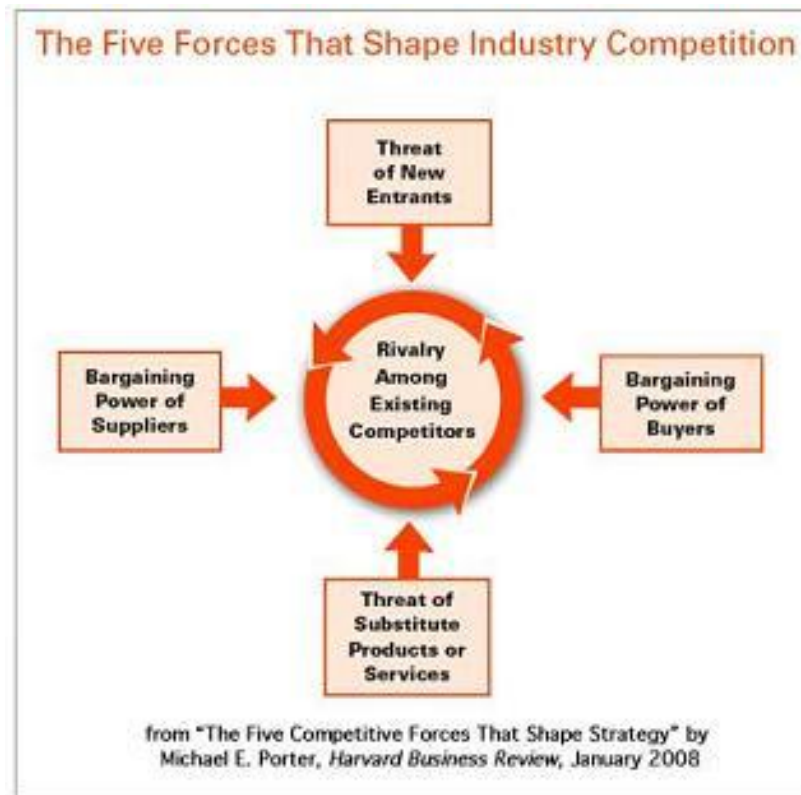 The Five Forces That Shape Industry Competition
Threat
of New
Entrants
Bargaining
Power of
Suppliers
Rivalry
Among
Existing
Competitors
Bargaining
Power of
Buyers
Threat of
Substitute
Products or
Services
from “The Five Competitive Forces That Shape Strategy” by
Michael E. Porter, Harvard Business Review, January 2008